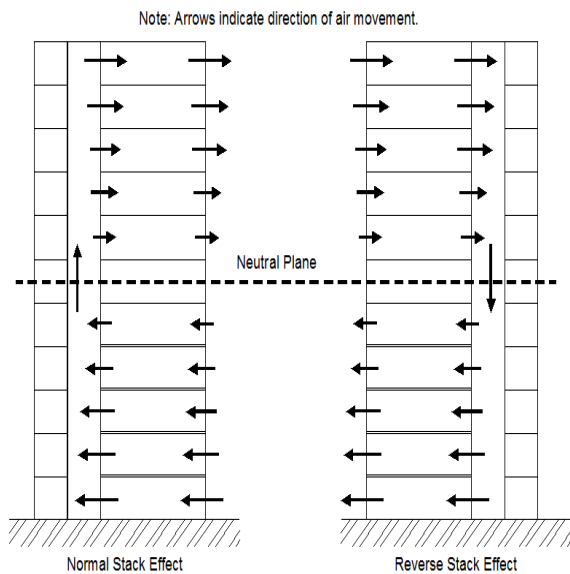 Note: Arrows indicate direction of air movement.
Neutral Plane
Normal Stack Effect
Reverse Stack Effect